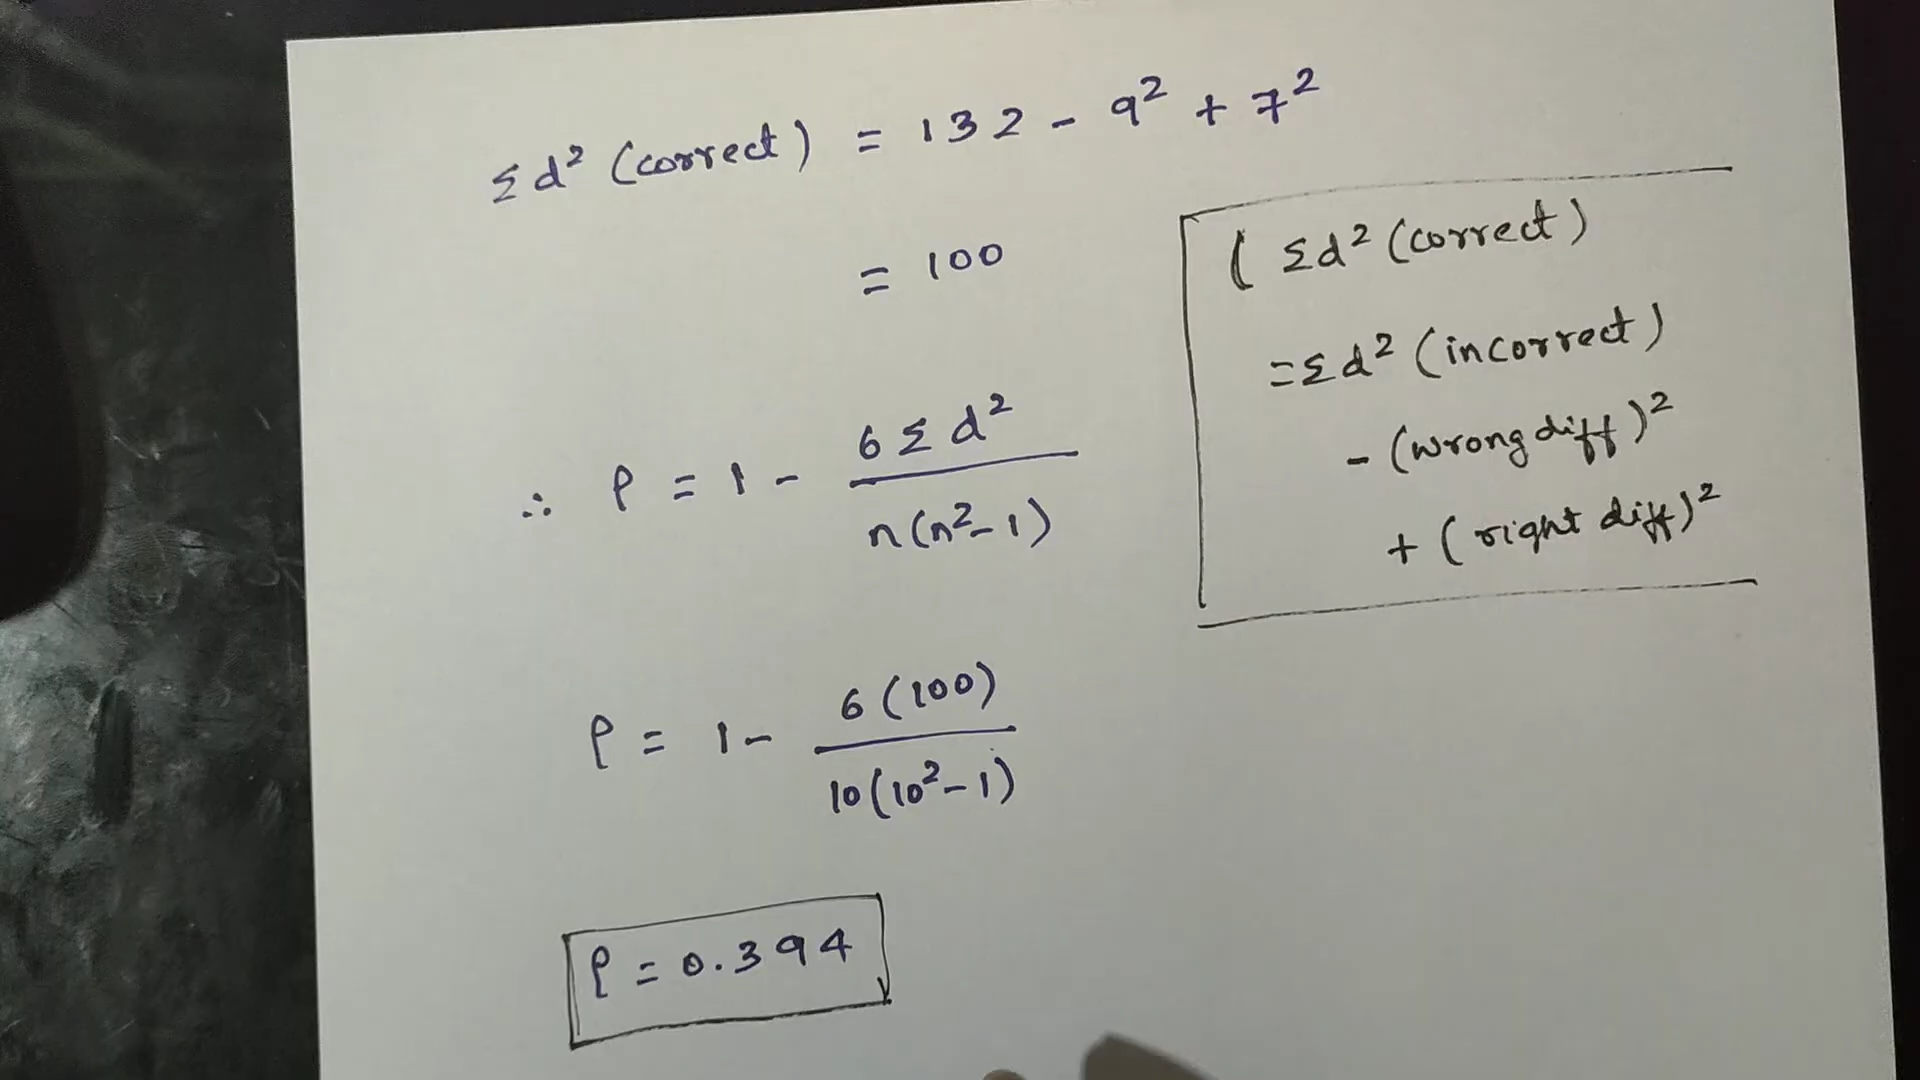 Σd² (correct) = 132 - 9² + 7²
= 100
∴ ρ = 1 - 6Σd² / n(n²-1)
ρ = 1 - 6(100) / 10(10²-1)
ρ = 0.394
( Σd² (correct)
= Σd² (incorrect)
- (wrong diff)²
+ (right diff)²